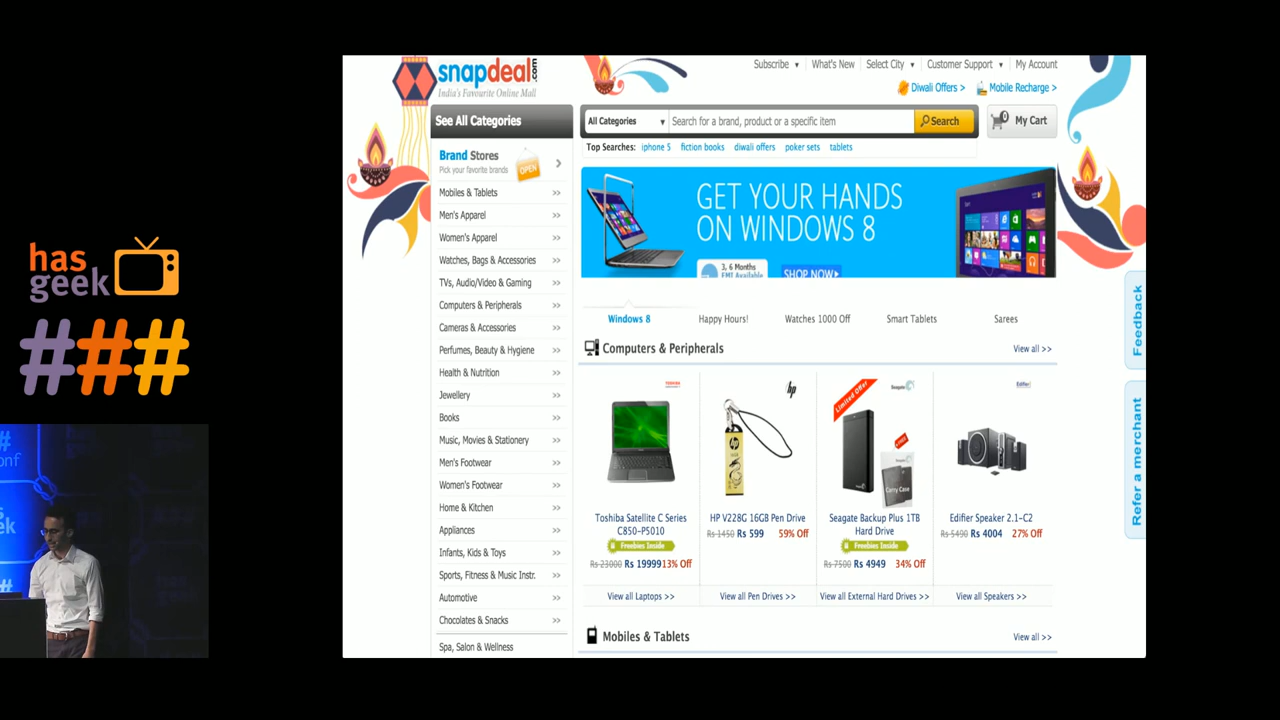 has
geek
###
snapdeal.com
India's Favourite Online Mall
Subscribe ▼ What's New Select City ▼ Customer Support ▼ My Account
Diwali Offers > Mobile Recharge >
See All Categories
All Categories ▼ Search for a brand, product or a specific item Search
0 My Cart
Top Searches: iphone 5 fiction books diwali offers poker sets tablets
Brand Stores
Pick your favorite brands
OPEN
Mobiles & Tablets >>
Men's Apparel >>
Women's Apparel >>
Watches, Bags & Accessories >>
TVs, Audio/Video & Gaming >>
Computers & Peripherals >>
Cameras & Accessories >>
Perfumes, Beauty & Hygiene >>
Health & Nutrition >>
Jewellery >>
Books >>
Music, Movies & Stationery >>
Men's Footwear >>
Women's Footwear >>
Home & Kitchen >>
Appliances >>
Infants, Kids & Toys >>
Sports, Fitness & Music Instr. >>
Automotive >>
Chocolates & Snacks >>
Spa, Salon & Wellness
GET YOUR HANDS
ON WINDOWS 8
3, 6 Months
EMI Available
SHOP NOW
Windows 8 Happy Hours! Watches 1000 Off Smart Tablets Sarees
Computers & Peripherals View all >>
TOSHIBA
hp
Limited Offer
Seagate
Edifier
Carry Case
Toshiba Satellite C Series
C850-P5010
Freebies Inside
Rs 23000 Rs 19999 13% Off
View all Laptops >>
HP V228G 16GB Pen Drive
Rs 1450 Rs 599 59% Off
View all Pen Drives >>
Seagate Backup Plus 1TB
Hard Drive
Freebies Inside
Rs 7500 Rs 4949 34% Off
View all External Hard Drives >>
Edifier Speaker 2.1-C2
Rs 5490 Rs 4004 27% Off
View all Speakers >>
Mobiles & Tablets View all >>
Feedback
Refer a merchant